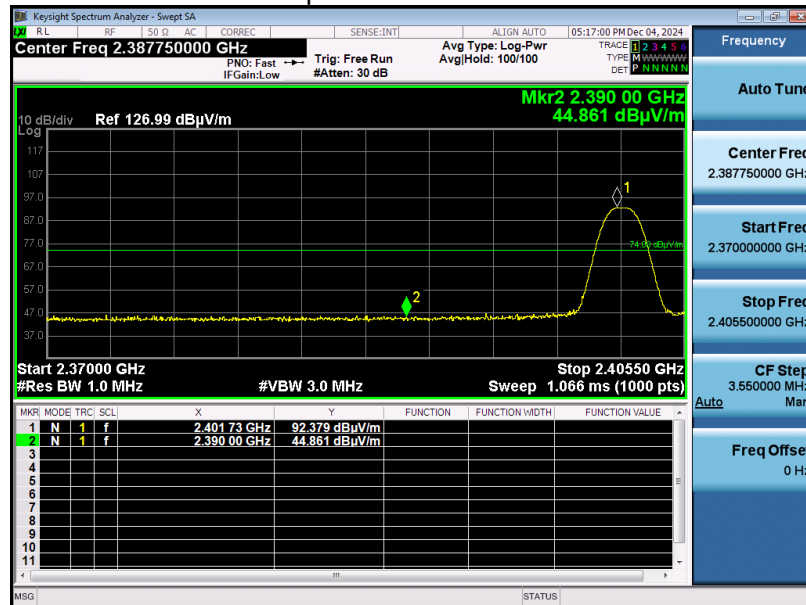 Keysight Spectrum Analyzer - Swept SA
LXI RL RF 50 Ω AC CORREC SENSE:INT ALIGN AUTO 05:17:00 PM Dec 04, 2024
Center Freq 2.387750000 GHz
PNO: Fast
IFGain:Low
Trig: Free Run
#Atten: 30 dB
Avg Type: Log-Pwr
Avg|Hold: 100/100
TRACE 1 2 3 4 5 6
TYPE M WWWWW
DET P N N N N N
Mkr2 2.390 00 GHz
44.861 dBµV/m
10 dB/div Ref 126.99 dBµV/m
Log
117
107
97.0
87.0
77.0
67.0
57.0
47.0
37.0
1
74.00 dBµV/m
2
Start 2.37000 GHz Stop 2.40550 GHz
#Res BW 1.0 MHz #VBW 3.0 MHz Sweep 1.066 ms (1000 pts)
MKR MODE TRC SCL X Y FUNCTION FUNCTION WIDTH FUNCTION VALUE
1 N 1 f 2.401 73 GHz 92.379 dBµV/m
2 N 1 f 2.390 00 GHz 44.861 dBµV/m
3
4
5
6
7
8
9
10
11
MSG STATUS
Frequency
Auto Tune
Center Freq
2.387750000 GHz
Start Freq
2.370000000 GHz
Stop Freq
2.405500000 GHz
CF Step
3.550000 MHz
Auto Man
Freq Offset
0 Hz